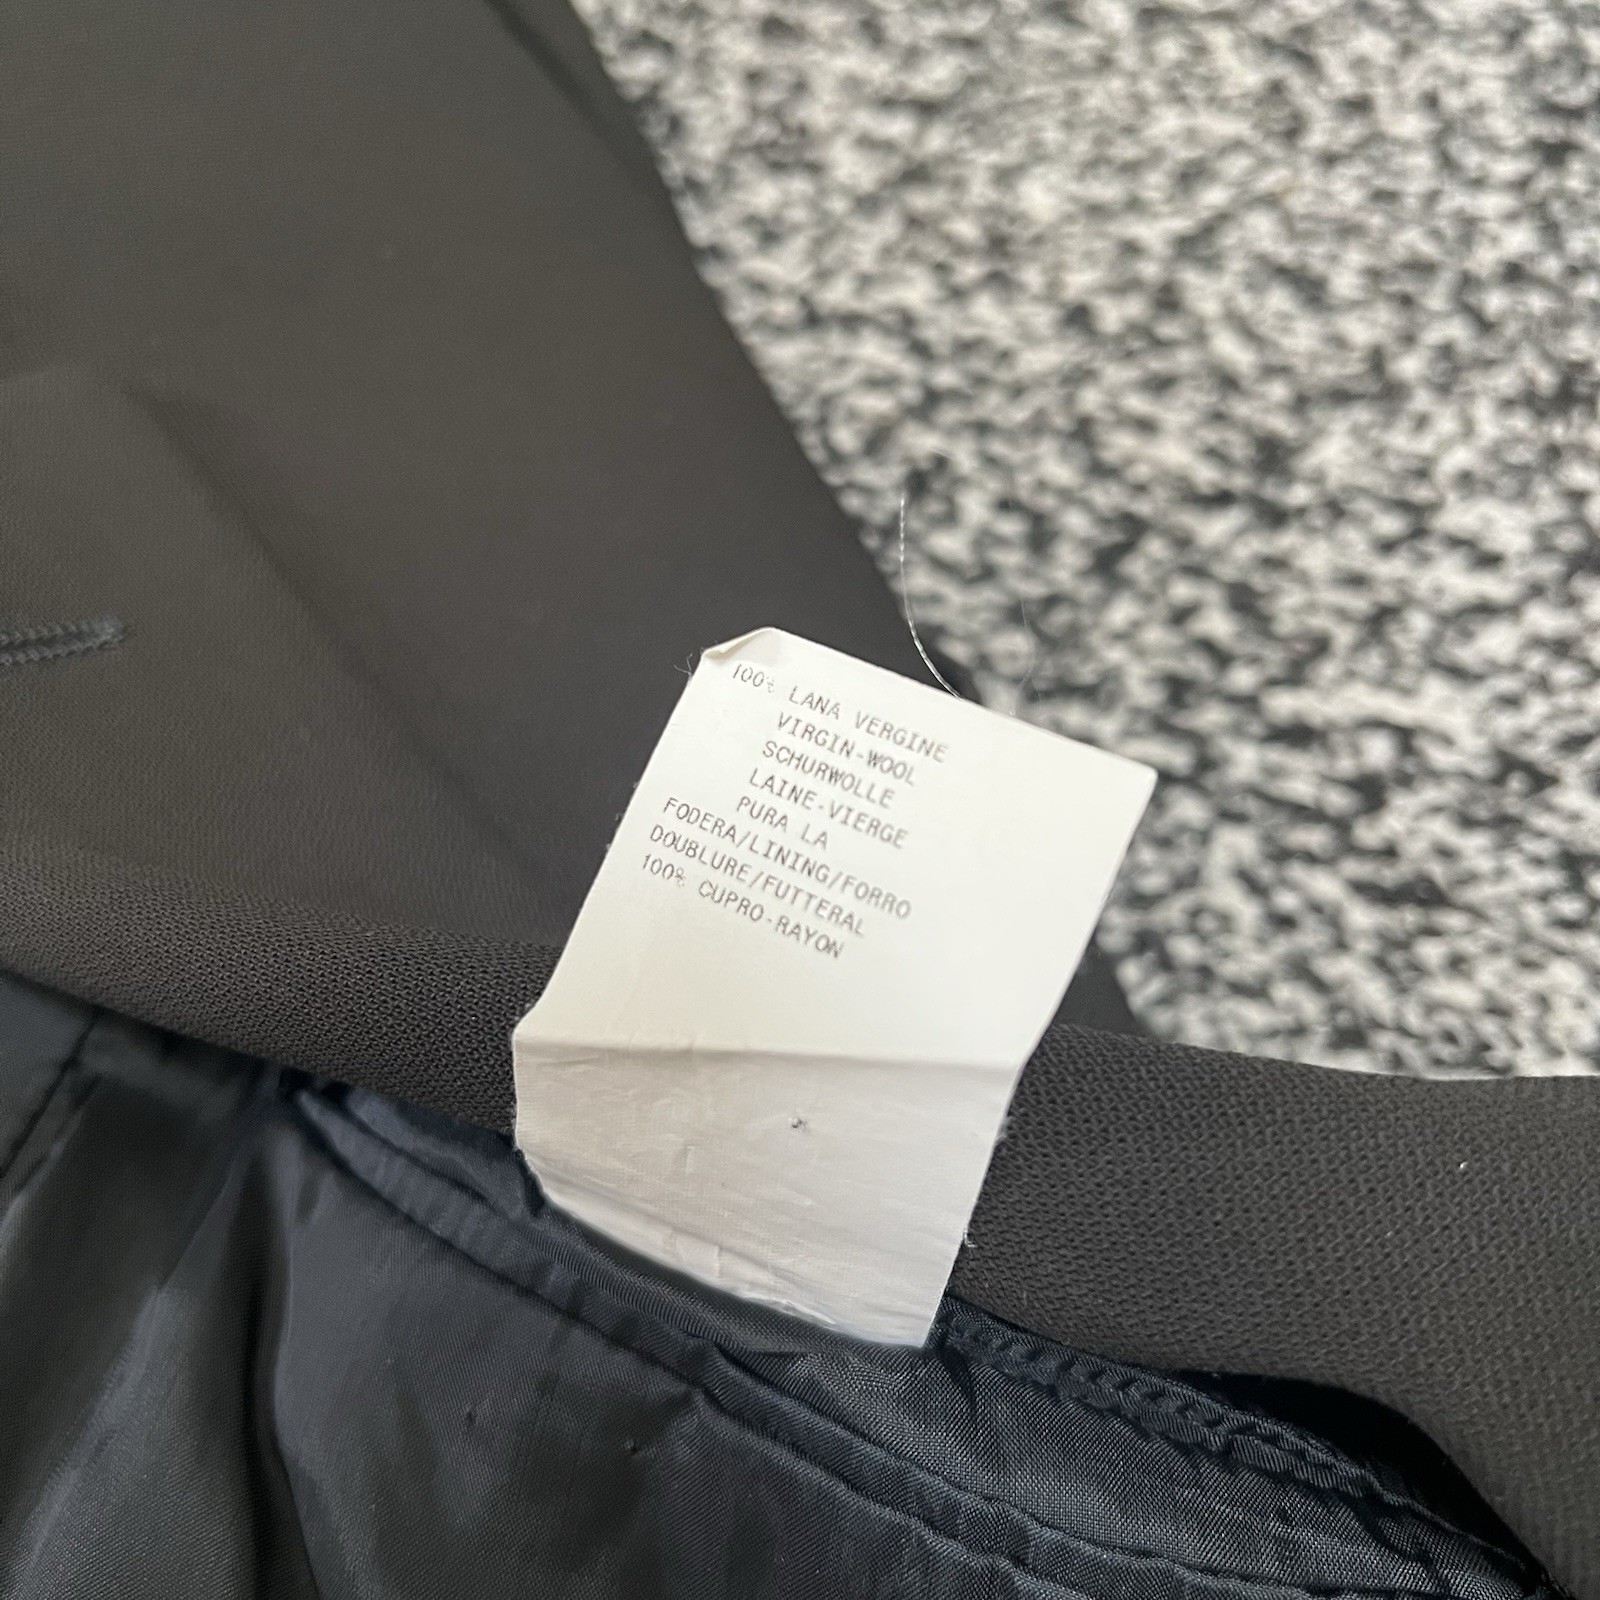 100% LANA VERGINE
VIRGIN-WOOL
SCHURWOLLE
LAINE-VIERGE
PURA LA
FODERA/LINING/FORRO
DOUBLURE/FUTTERAL
100% CUPRO-RAYON